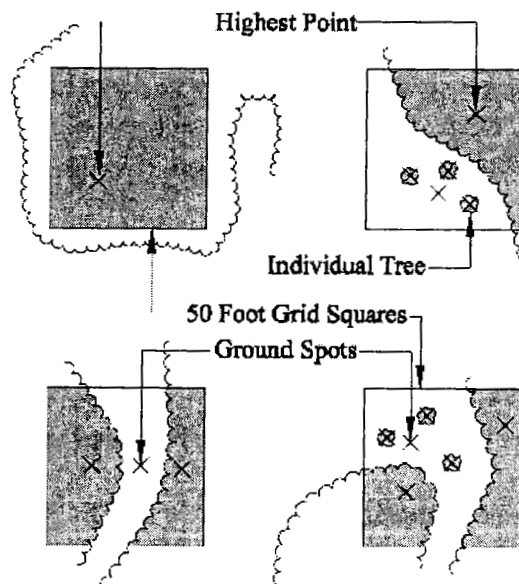 Highest Point
Individual Tree
50 Foot Grid Squares
Ground Spots